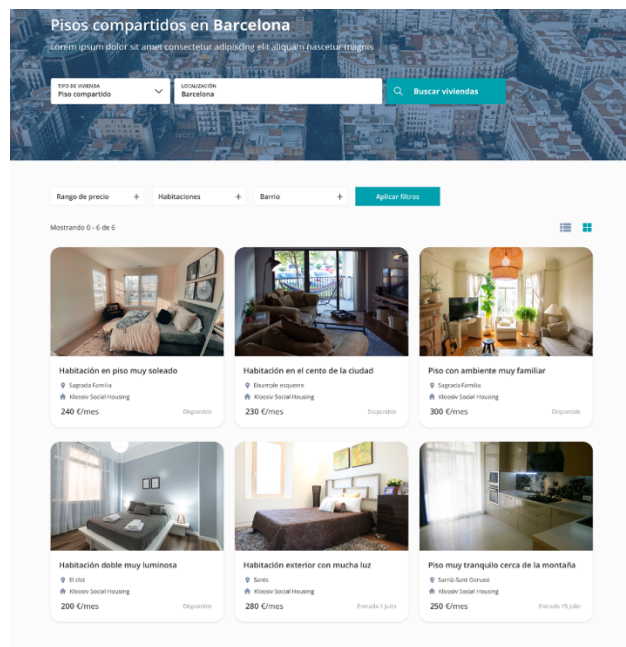 Pisos compartidos en Barcelona
Lorem ipsum dolor sit amet consectetur adipiscing elit aliquam nascetur magnis
TIPO DE VIVIENDA
Piso compartido
LOCALIZACIÓN
Barcelona
Buscar viviendas
Rango de precio +
Habitaciones +
Barrio +
Aplicar filtros
Mostrando 0 - 6 de 6
Habitación en piso muy soleado
Sagrada Familia
Kloosiv Social Housing
240 €/mes
Disponible
Habitación en el cento de la ciudad
Eixample esquerre
Kloosiv Social Housing
230 €/mes
Disponible
Piso con ambiente muy familiar
Sagrada Familia
Kloosiv Social Housing
300 €/mes
Disponible
Habitación doble muy luminosa
El clot
Kloosiv Social Housing
200 €/mes
Disponible
Habitación exterior con mucha luz
Sants
Kloosiv Social Housing
280 €/mes
Entrada 1 Julio
Piso muy tranquilo cerca de la montaña
Sarriá-Sant Gervasi
Kloosiv Social Housing
250 €/mes
Entrada 15 Julio